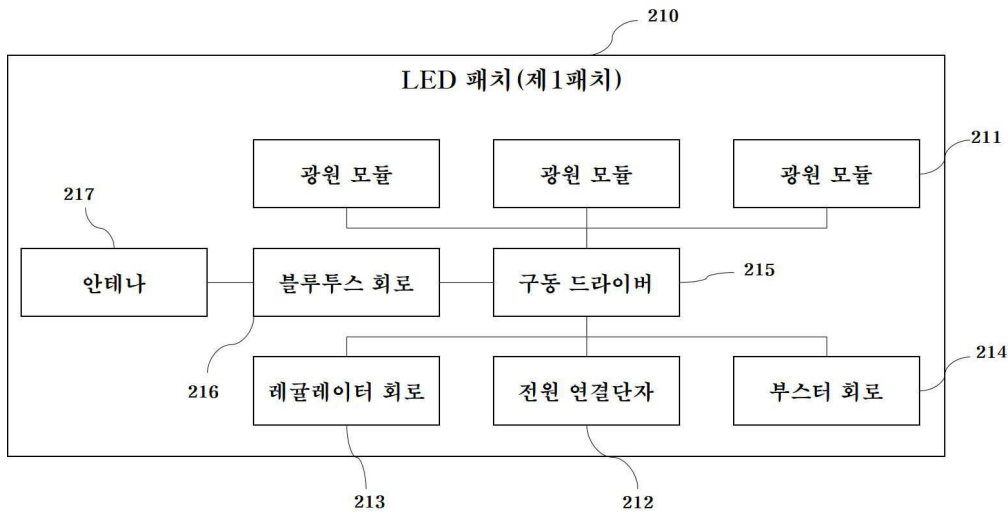 210
LED 패치(제1패치)
211
광원 모듈
광원 모듈
광원 모듈
217
안테나
블루투스 회로
구동 드라이버
215
214
216
레귤레이터 회로
전원 연결단자
부스터 회로
213
212